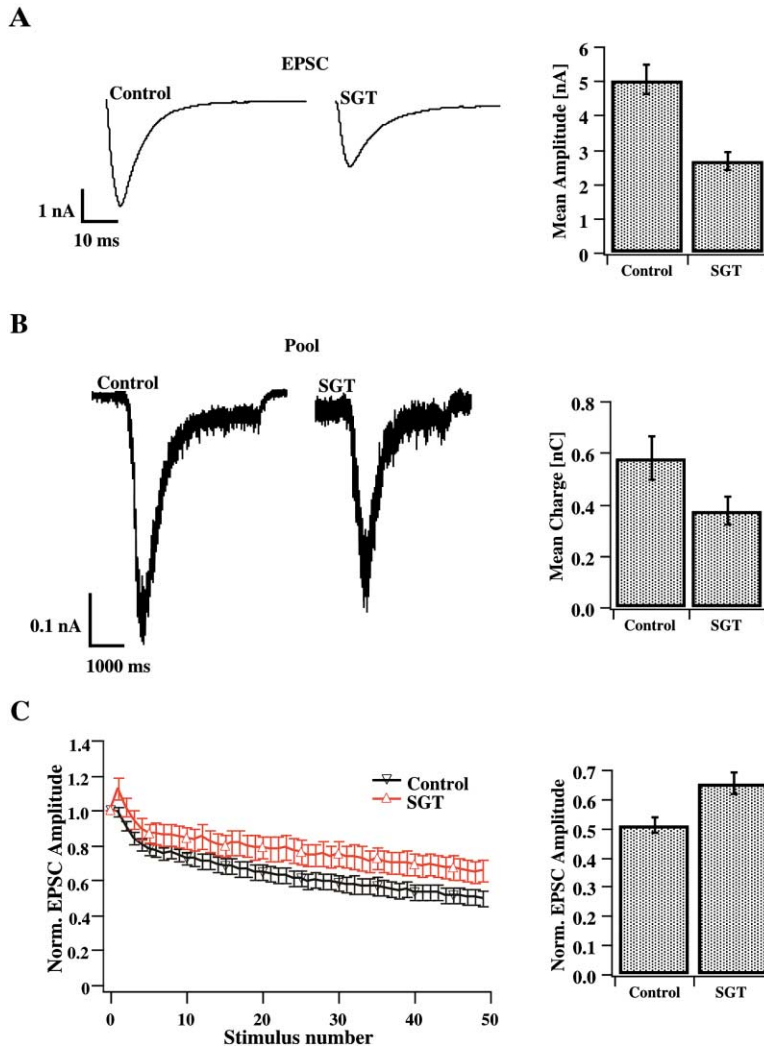 A
EPSC
Control
SGT
1 nA
10 ms
Mean Amplitude [nA]
6
5
4
3
2
1
0
Control
SGT
B
Pool
Control
SGT
0.1 nA
1000 ms
Mean Charge [nC]
0.8
0.6
0.4
0.2
0.0
Control
SGT
C
Norm. EPSC Amplitude
1.4
1.2
1.0
0.8
0.6
0.4
0.2
0
Control
SGT
0 10 20 30 40 50
Stimulus number
Norm. EPSC Amplitude
0.7
0.6
0.5
0.4
0.3
0.2
0.1
0.0
Control
SGT